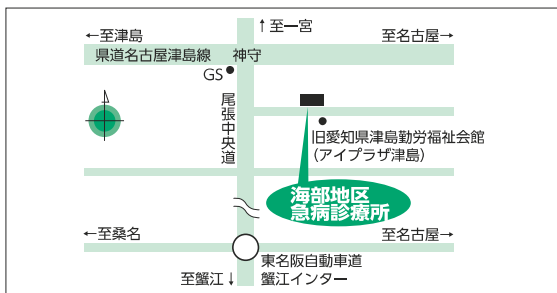 ↑至一宮
←至津島
至名古屋→
県道名古屋津島線 神守
GS
尾張中央道
旧愛知県津島勤労福祉会館
(アイプラザ津島)
海部地区
急病診療所
←至桑名
至名古屋→
東名阪自動車道
蟹江インター
至蟹江↓